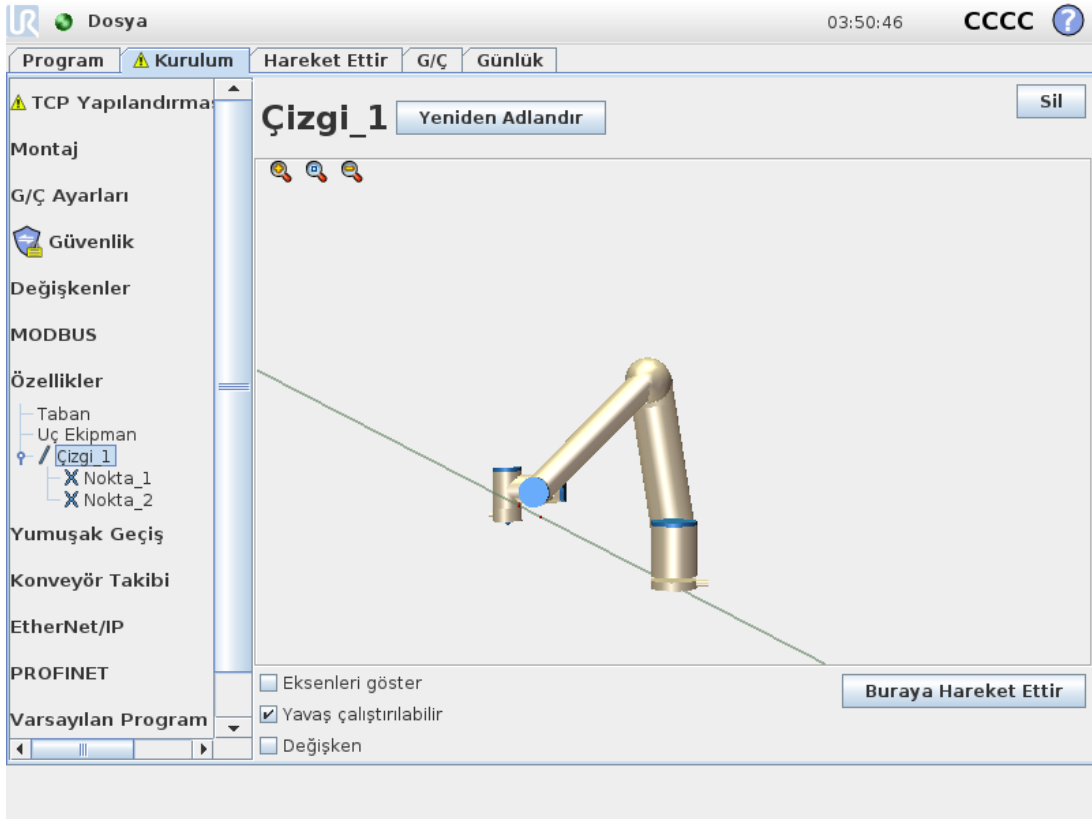 UR
Dosya
03:50:46
CCCC
?
Program
Kurulum
Hareket Ettir
G/Ç
Günlük
TCP Yapılandırma
Montaj
G/Ç Ayarları
Güvenlik
Değişkenler
MODBUS
Özellikler
Taban
Uç Ekipman
Çizgi_1
Nokta_1
Nokta_2
Yumuşak Geçiş
Konveyör Takibi
EtherNet/IP
PROFINET
Varsayılan Program
Çizgi_1
Yeniden Adlandır
Sil
Eksenleri göster
Yavaş çalıştırılabilir
Değişken
Buraya Hareket Ettir